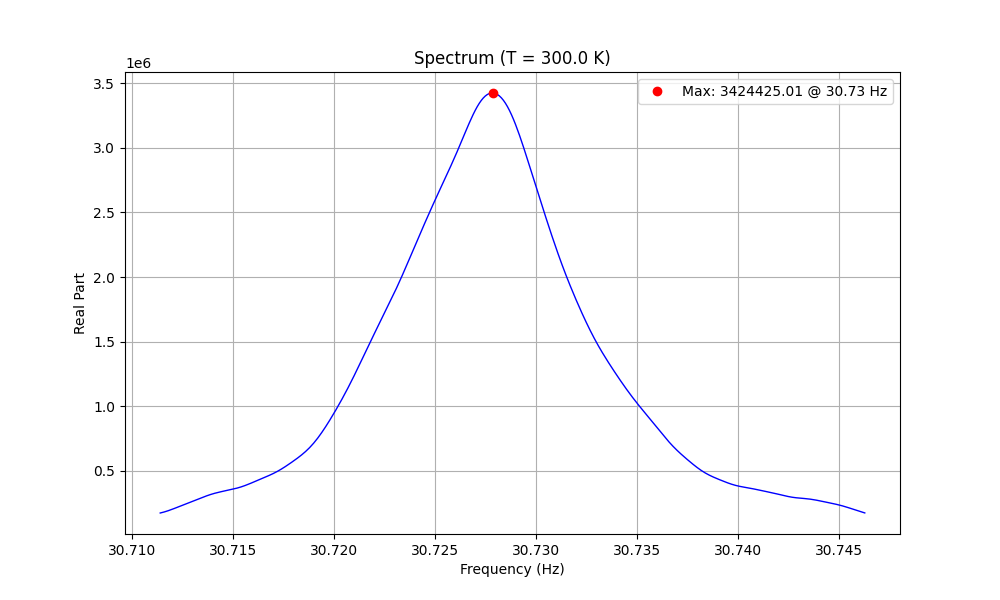 Spectrum (T = 300.0 K)
1e6
Max: 3424425.01 @ 30.73 Hz
3.5
3.0
2.5
2.0
1.5
1.0
0.5
Real Part
30.710 30.715 30.720 30.725 30.730 30.735 30.740 30.745
Frequency (Hz)